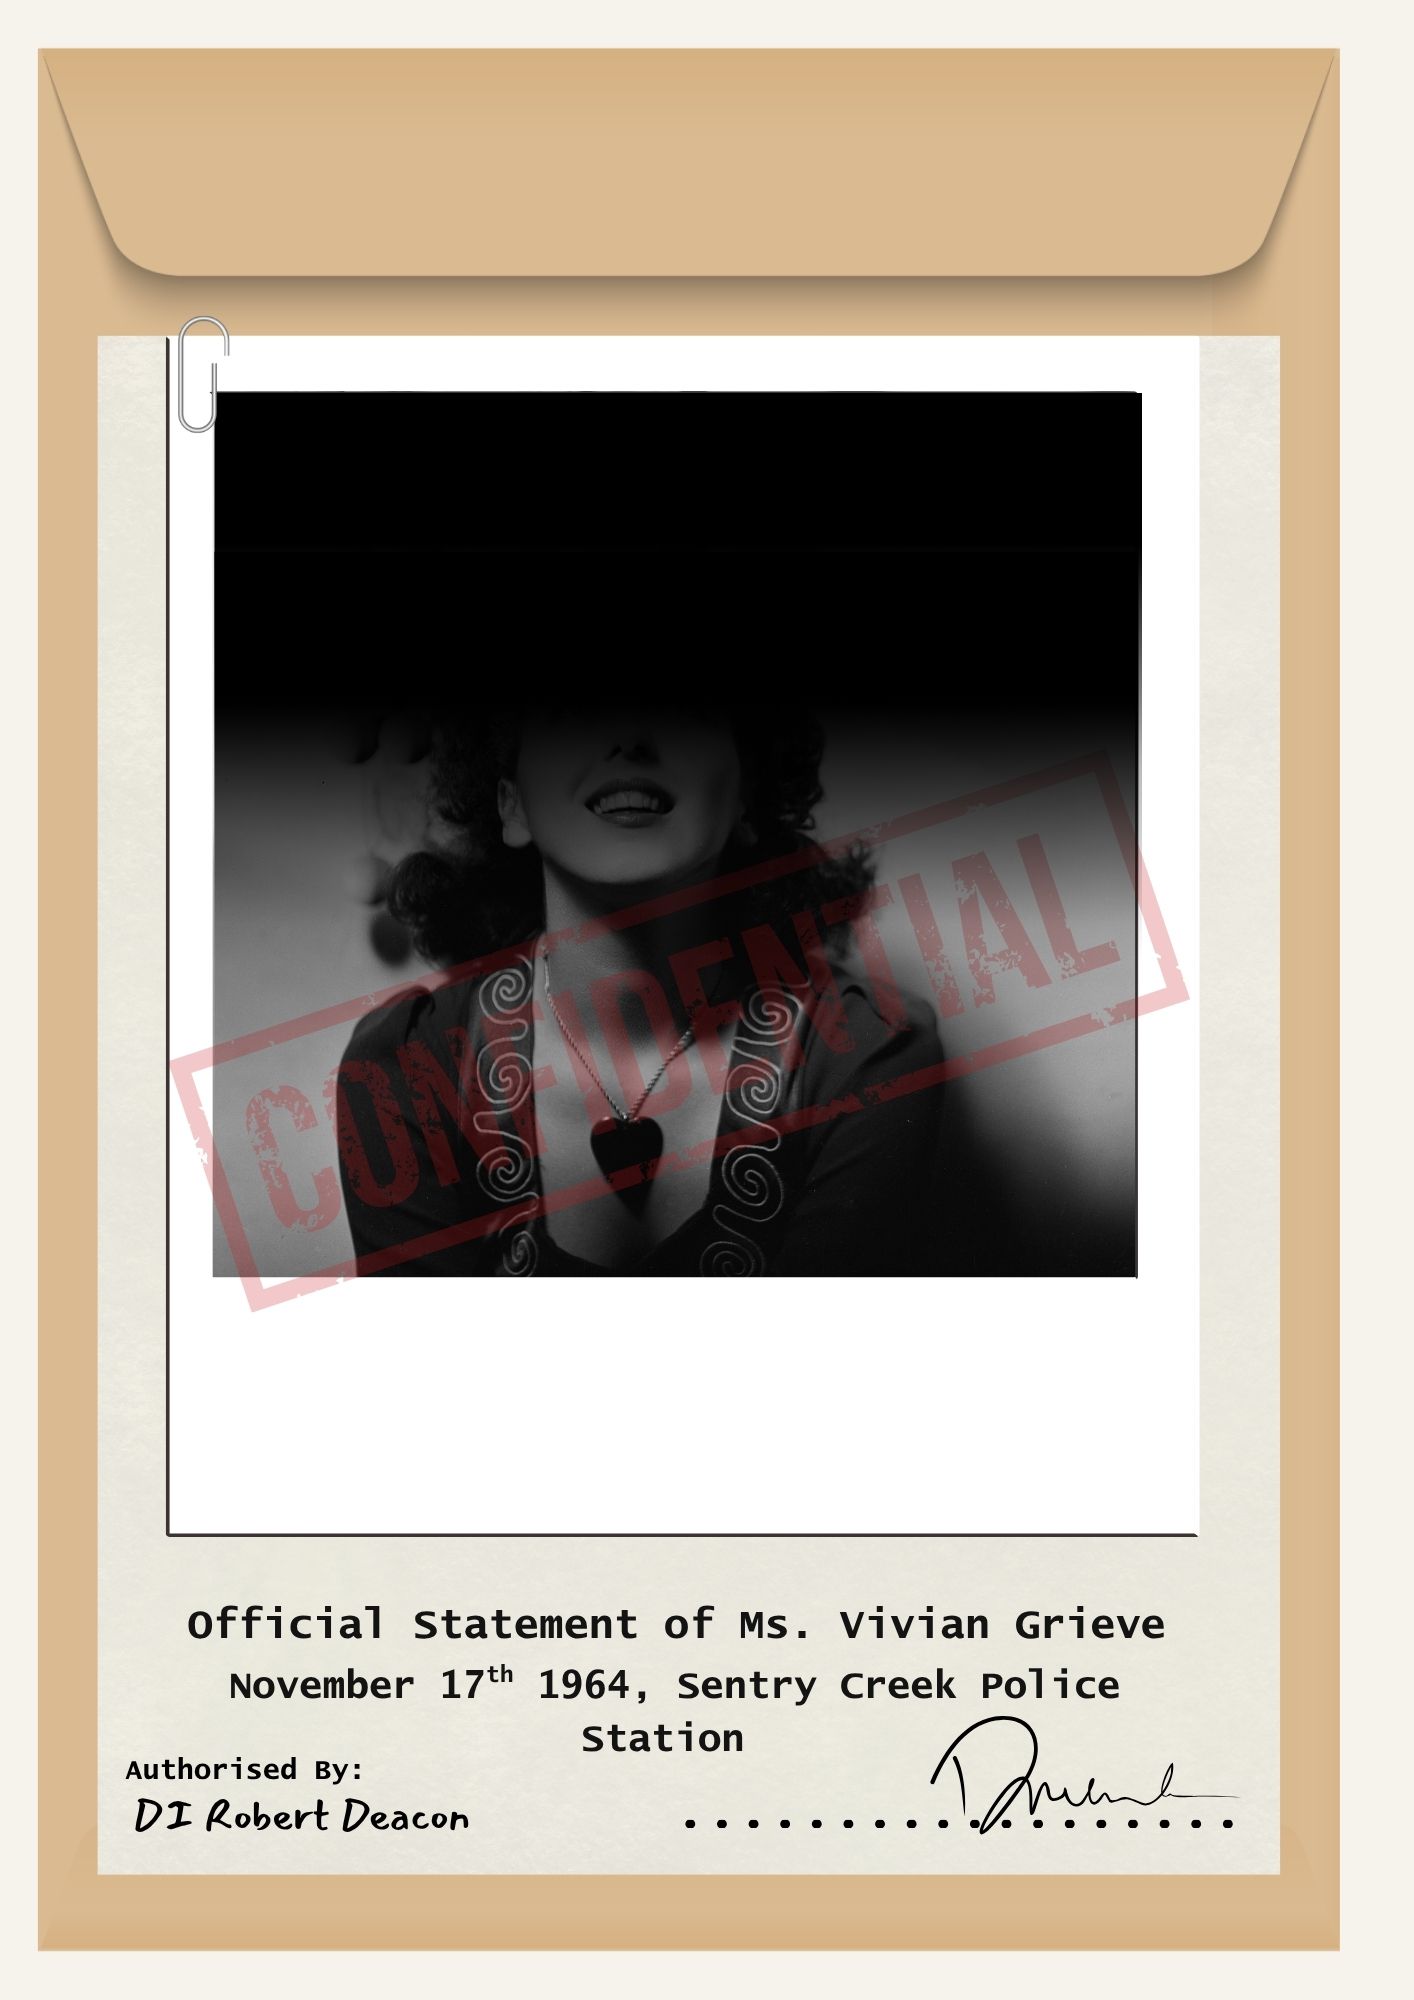 CONFIDENTIAL
Official Statement of Ms. Vivian Grieve
November 17th 1964, Sentry Creek Police
Station
Authorised By:
DI Robert Deacon